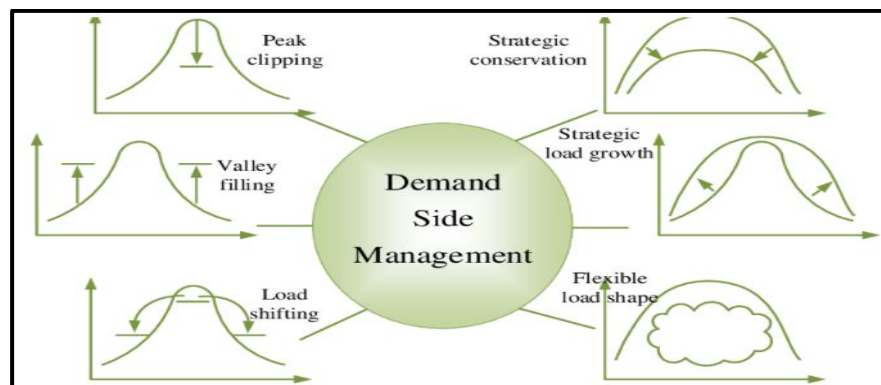 Peak
clipping
Strategic
conservation
Valley
filling
Demand
Side
Management
Strategic
load growth
Load
shifting
Flexible
load shape